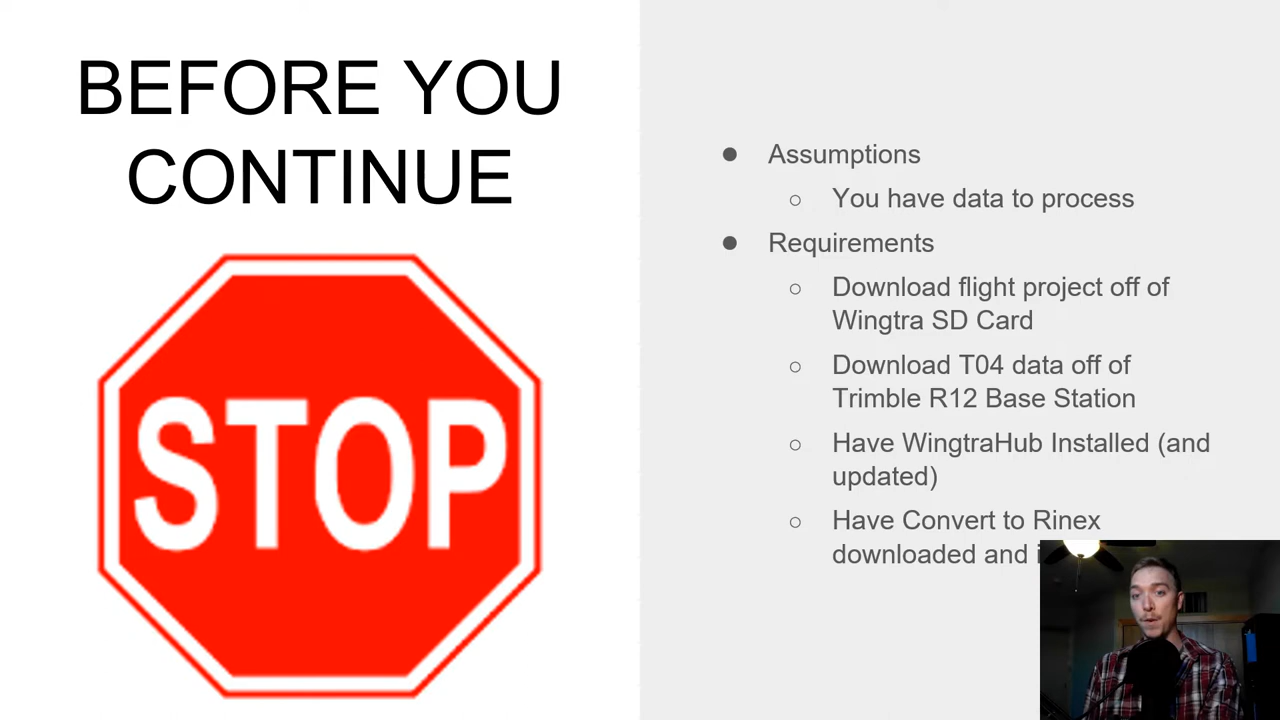 BEFORE YOU
CONTINUE
STOP
● Assumptions
○ You have data to process
● Requirements
○ Download flight project off of
Wingtra SD Card
○ Download T04 data off of
Trimble R12 Base Station
○ Have WingtraHub Installed (and
updated)
○ Have Convert to Rinex
downloaded and